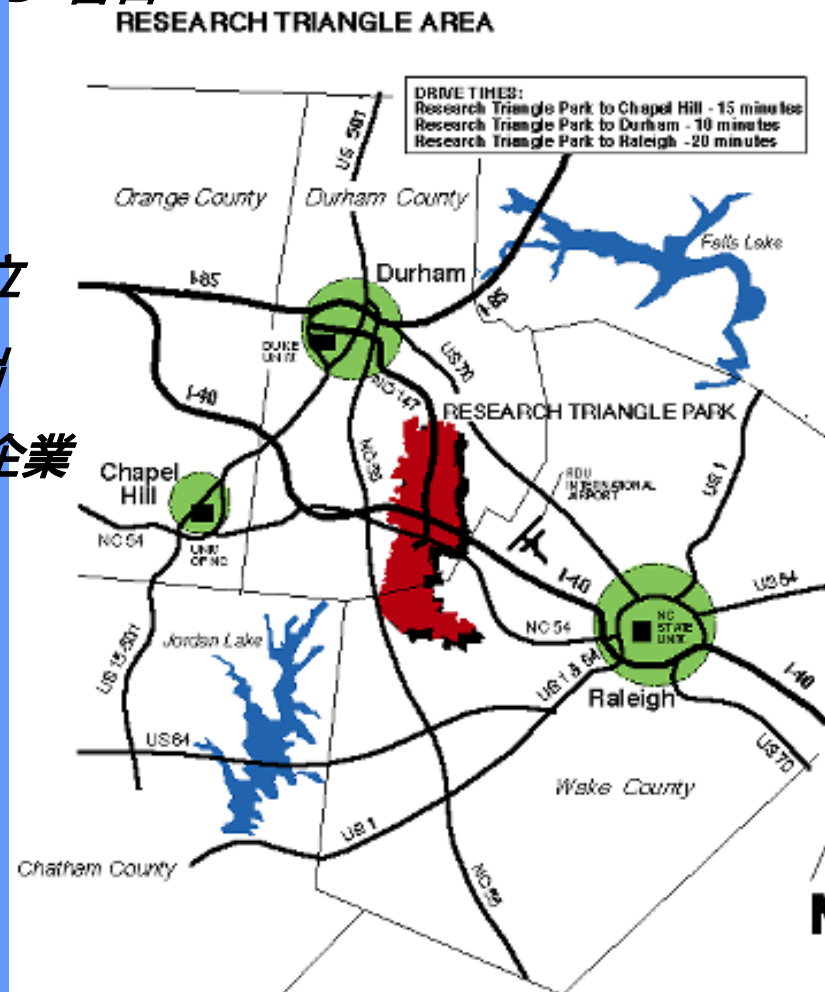 RESEARCH TRIANGLE AREA
DRIVE TIMES:
Research Triangle Park to Chapel Hill - 15 minutes
Research Triangle Park to Durham - 10 minutes
Research Triangle Park to Raleigh - 20 minutes
US 501
Orange County
Durham County
Falls Lake
立
Durham
I-85
85
DUKE
UNIV.
US 70
NC 147
I-40
RESEARCH TRIANGLE PARK
企業
Chapel
Hill
NC 55
RDU
INTERNATIONAL
AIRPORT
US 1
NC 54
UNIV
OF NC
I-40
US 64
NC
STATE
UNIV.
NC 54
Jordan Lake
US 15-501
US 1 & 64
Raleigh
I-40
US 64
US 70
Wake County
US 1
Chatham County
NC 55